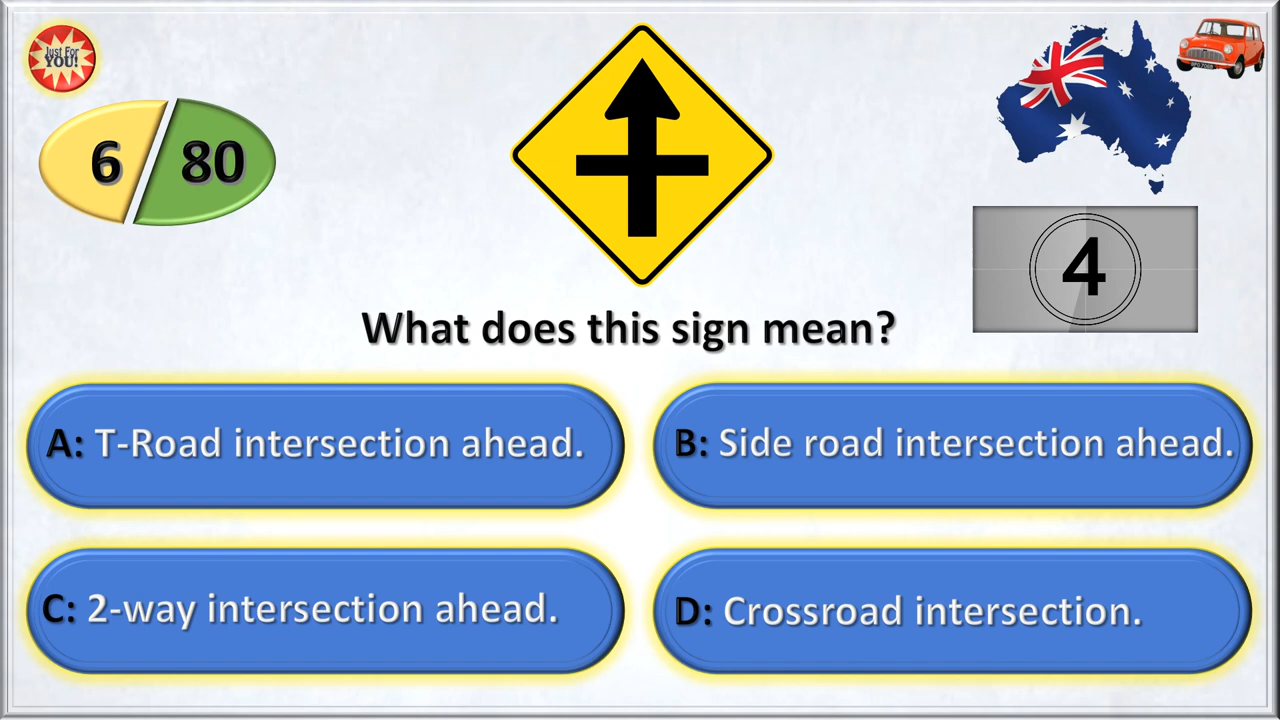 Just For
YOU!
6 80
4
What does this sign mean?
A: T-Road intersection ahead.
B: Side road intersection ahead.
C: 2-way intersection ahead.
D: Crossroad intersection.